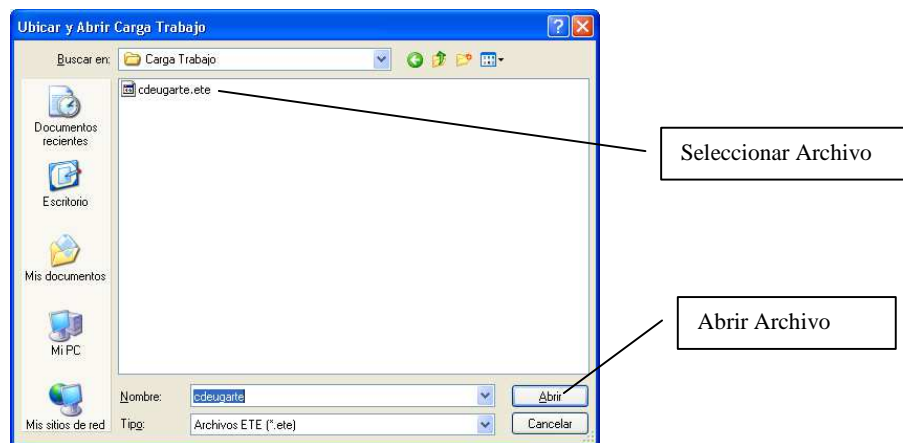 Ubicar y Abrir Carga Trabajo
Buscar en:
Carga Trabajo
cdeugarte.ete
Documentos
recientes
Escritorio
Mis documentos
Mi PC
Mis sitios de red
Nombre:
cdeugarte
Abrir
Tipo:
Archivos ETE (*.ete)
Cancelar
Seleccionar Archivo
Abrir Archivo